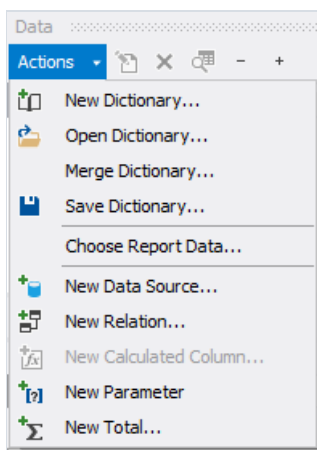 Data
Actions
New Dictionary...
Open Dictionary...
Merge Dictionary...
Save Dictionary...
Choose Report Data...
New Data Source...
New Relation...
fx New Calculated Column...
[?] New Parameter
Σ New Total...